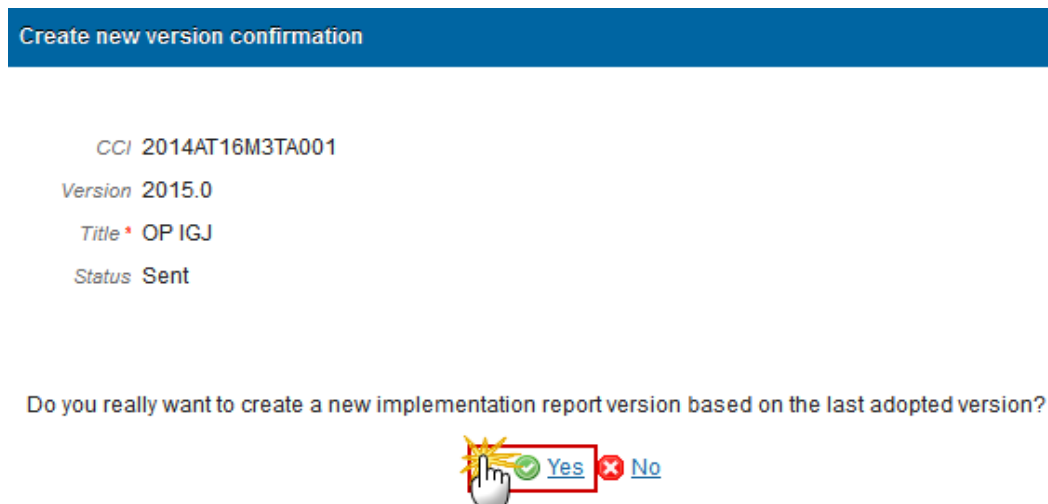 Create new version confirmation
CCI 2014AT16M3TA001
Version 2015.0
Title * OP IGJ
Status Sent
Do you really want to create a new implementation report version based on the last adopted version?
Yes No